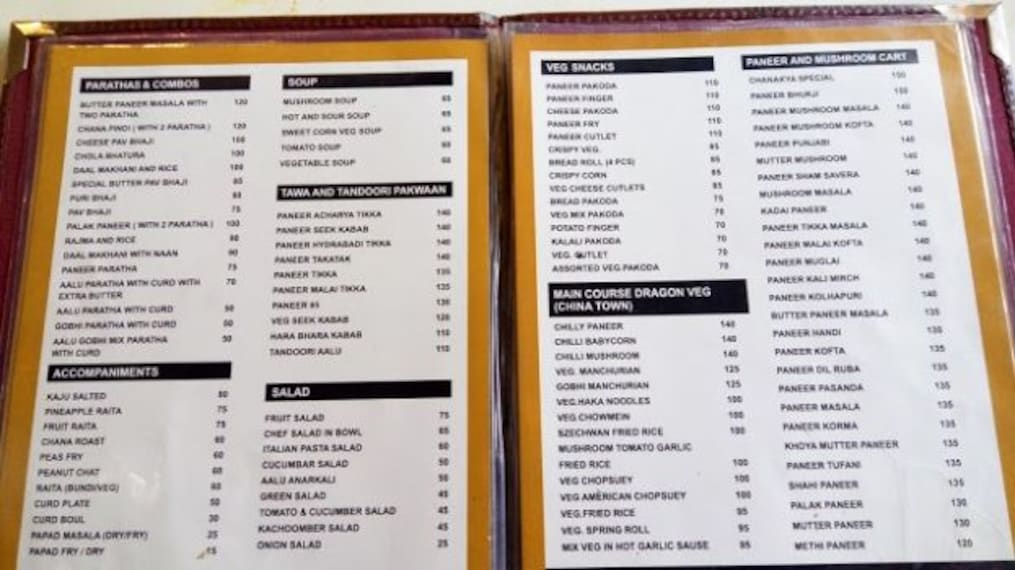 PARATHAS & COMBOS
BUTTER PANEER MASALA WITH 120
TWO PARATHA
CHANA PINDI ( WITH 2 PARATHA ) 120
CHEESE PAV BHAJI
CHOLA BHATURA 100
DAAL MAKHANI AND RICE 100
SPECIAL BUTTER PAV BHAJI
PURI BHAJI
PAV BHAJI 75
PALAK PANEER ( WITH 2 PARATHA ) 100
RAJMA AND RICE 90
DAAL MAKHANI WITH NAAN 90
PANEER PARATHA 75
AALU PARATHA WITH CURD WITH 70
EXTRA BUTTER
AALU PARATHA WITH CURD 50
GOBHI PARATHA WITH CURD 50
AALU GOBHI MIX PARATHA 50
WITH CURD
ACCOMPANIMENTS
KAJU SALTED 80
PINEAPPLE RAITA 75
FRUIT RAITA 75
CHANA ROAST 60
PEAS FRY 60
PEANUT CHAT 60
RAITA (BUNDI/VEG) 60
CURD PLATE 50
CURD BOUL 30
PAPAD MASALA (DRY/FRY) 25
PAPAD FRY / DRY 15
SOUP
MUSHROOM SOUP 65
HOT AND SOUR SOUP 65
SWEET CORN VEG SOUP 65
TOMATO SOUP
VEGETABLE SOUP
TAWA AND TANDOORI PAKWAAN
PANEER ACHARYA TIKKA 140
PANEER SEEK KABAB 140
PANEER HYDRABADI TIKKA 140
PANEER TAKATAK 140
PANEER TIKKA 135
PANEER MALAI TIKKA 135
PANEER 65 130
VEG SEEK KABAB 120
HARA BHARA KABAB 110
TANDOORI AALU 110
SALAD
FRUIT SALAD 75
CHEF SALAD IN BOWL 65
ITALIAN PASTA SALAD 60
CUCUMBAR SALAD 50
AALU ANARKALI 50
GREEN SALAD 45
TOMATO & CUCUMBER SALAD 45
KACHOOMBER SALAD 45
ONION SALAD 25
VEG SNACKS
PANEER PAKODA 110
PANEER FINGER 110
CHEESE PAKODA 110
PANEER FRY 110
PANEER CUTLET 110
CRISPY VEG.
BREAD ROLL (4 PCS)
CRISPY CORN 85
VEG CHEESE CUTLETS 85
BREAD PAKODA 75
VEG MIX PAKODA 70
POTATO FINGER 70
KALALI PAKODA 70
VEG. CUTLET 70
ASSORTED VEG.PAKODA 70
MAIN COURSE DRAGON VEG
(CHINA TOWN)
CHILLY PANEER 140
CHILLI BABYCORN 140
CHILLI MUSHROOM 140
VEG. MANCHURIAN 125
GOBHI MANCHURIAN 125
VEG.HAKA NOODLES 100
VEG.CHOWMEIN 100
SZECHWAN FRIED RICE 100
MUSHROOM TOMATO GARLIC
FRIED RICE 100
VEG CHOPSUEY 100
VEG AMERICAN CHOPSUEY 100
VEG.FRIED RICE 95
VEG. SPRING ROLL 95
MIX VEG IN HOT GARLIC SAUSE 95
PANEER AND MUSHROOM CART
CHANAKYA SPECIAL 150
PANEER BHURJI 150
PANEER MUSHROOM MASALA 140
PANEER MUSHROOM KOFTA 140
PANEER PUNJABI 140
MUTTER MUSHROOM 140
PANEER SHAM SAVERA 140
MUSHROOM MASALA 140
KADAI PANEER 140
PANEER TIKKA MASALA 140
PANEER MALAI KOFTA 140
PANEER MUGLAI 140
PANEER KALI MIRCH 140
PANEER KOLHAPURI 140
BUTTER PANEER MASALA 135
PANEER HANDI 135
PANEER KOFTA 135
PANEER DIL RUBA 135
PANEER PASANDA 135
PANEER MASALA 135
PANEER KORMA 135
KHOYA MUTTER PANEER 135
PANEER TUFANI 135
SHAHI PANEER 135
PALAK PANEER 130
MUTTER PANEER 130
METHI PANEER 120